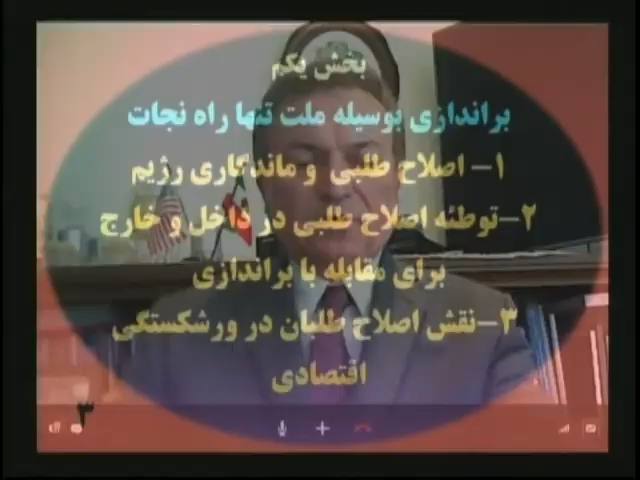 بخش یکم
براندازی بوسیله ملت تنها راه نجات
۱- اصلاح طلبی و ماندگاری رژیم
۲-توطئه اصلاح طلبی در داخل و خارج
برای مقابله با براندازی
۳-نقش اصلاح طلبان در ورشکستگی
اقتصادی
۳